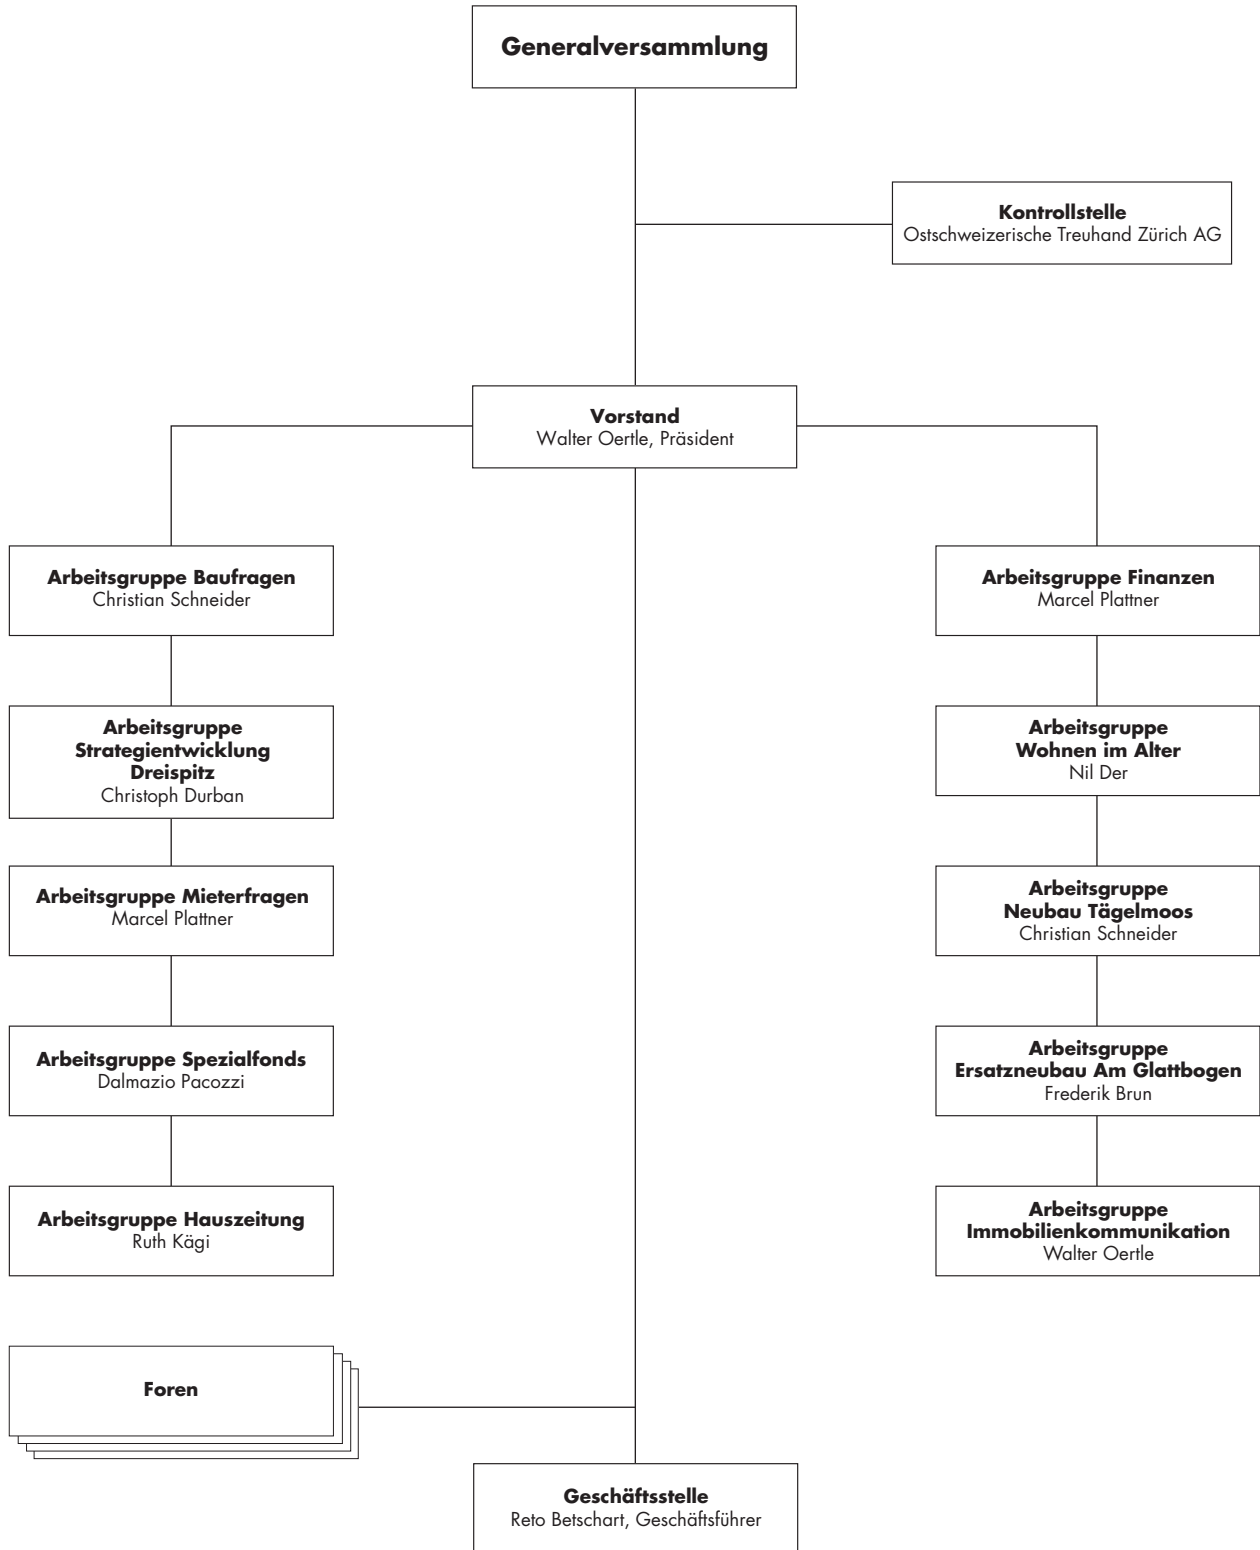 Generalversammlung
Kontrollstelle
Ostschweizerische Treuhand Zürich AG
Vorstand
Walter Oertle, Präsident
Arbeitsgruppe Baufragen
Christian Schneider
Arbeitsgruppe
Strategientwicklung
Dreispitz
Christoph Durban
Arbeitsgruppe Mieterfragen
Marcel Plattner
Arbeitsgruppe Spezialfonds
Dalmazio Pacozzi
Arbeitsgruppe Hauszeitung
Ruth Kägi
Arbeitsgruppe Finanzen
Marcel Plattner
Arbeitsgruppe
Wohnen im Alter
Nil Der
Arbeitsgruppe
Neubau Tägelmoos
Christian Schneider
Arbeitsgruppe
Ersatzneubau Am Glattbogen
Frederik Brun
Arbeitsgruppe
Immobilienkommunikation
Walter Oertle
Foren
Geschäftsstelle
Reto Betschart, Geschäftsführer